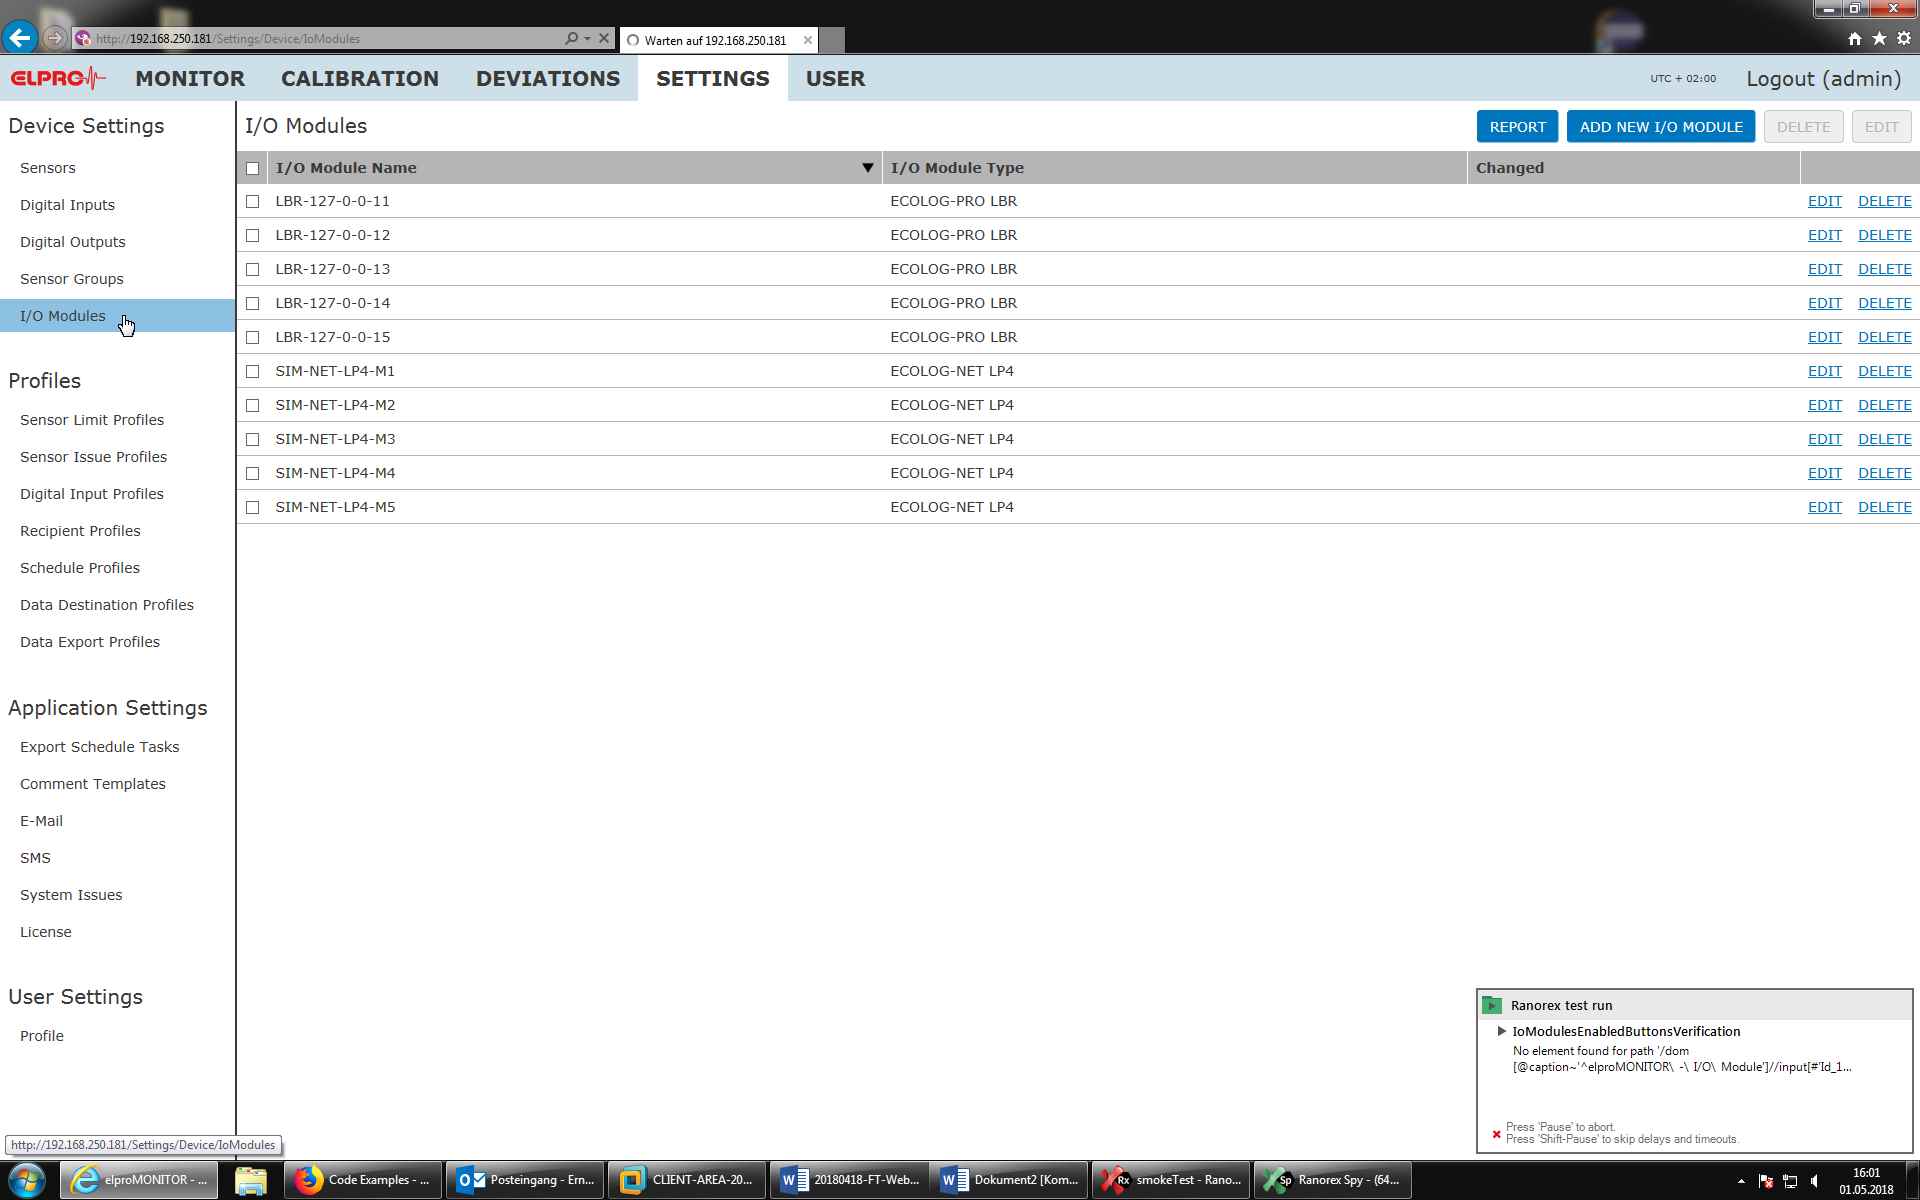 http://192.168.250.181/Settings/Device/IoModules
Warten auf 192.168.250.181
ELPRO MONITOR CALIBRATION DEVIATIONS SETTINGS USER UTC + 02:00 Logout (admin)
Device Settings
Sensors
Digital Inputs
Digital Outputs
Sensor Groups
I/O Modules
Profiles
Sensor Limit Profiles
Sensor Issue Profiles
Digital Input Profiles
Recipient Profiles
Schedule Profiles
Data Destination Profiles
Data Export Profiles
Application Settings
Export Schedule Tasks
Comment Templates
E-Mail
SMS
System Issues
License
User Settings
Profile
http://192.168.250.181/Settings/Device/IoModules
I/O Modules REPORT ADD NEW I/O MODULE DELETE EDIT
I/O Module Name I/O Module Type Changed
LBR-127-0-0-11 ECOLOG-PRO LBR EDIT DELETE
LBR-127-0-0-12 ECOLOG-PRO LBR EDIT DELETE
LBR-127-0-0-13 ECOLOG-PRO LBR EDIT DELETE
LBR-127-0-0-14 ECOLOG-PRO LBR EDIT DELETE
LBR-127-0-0-15 ECOLOG-PRO LBR EDIT DELETE
SIM-NET-LP4-M1 ECOLOG-NET LP4 EDIT DELETE
SIM-NET-LP4-M2 ECOLOG-NET LP4 EDIT DELETE
SIM-NET-LP4-M3 ECOLOG-NET LP4 EDIT DELETE
SIM-NET-LP4-M4 ECOLOG-NET LP4 EDIT DELETE
SIM-NET-LP4-M5 ECOLOG-NET LP4 EDIT DELETE
Ranorex test run
IoModulesEnabledButtonsVerification
No element found for path '/dom
[@caption~'^elproMONITOR\ -\ I/O\ Module']//input[#'Id_1...
Press 'Pause' to abort.
Press 'Shift-Pause' to skip delays and timeouts.
elproMONITOR - ... Code Examples - ... Posteingang - Ern... CLIENT-AREA-20... 20180418-FT-Web... Dokument2 [Kom... smokeTest - Rano... Ranorex Spy - (64...
16:01
01.05.2018